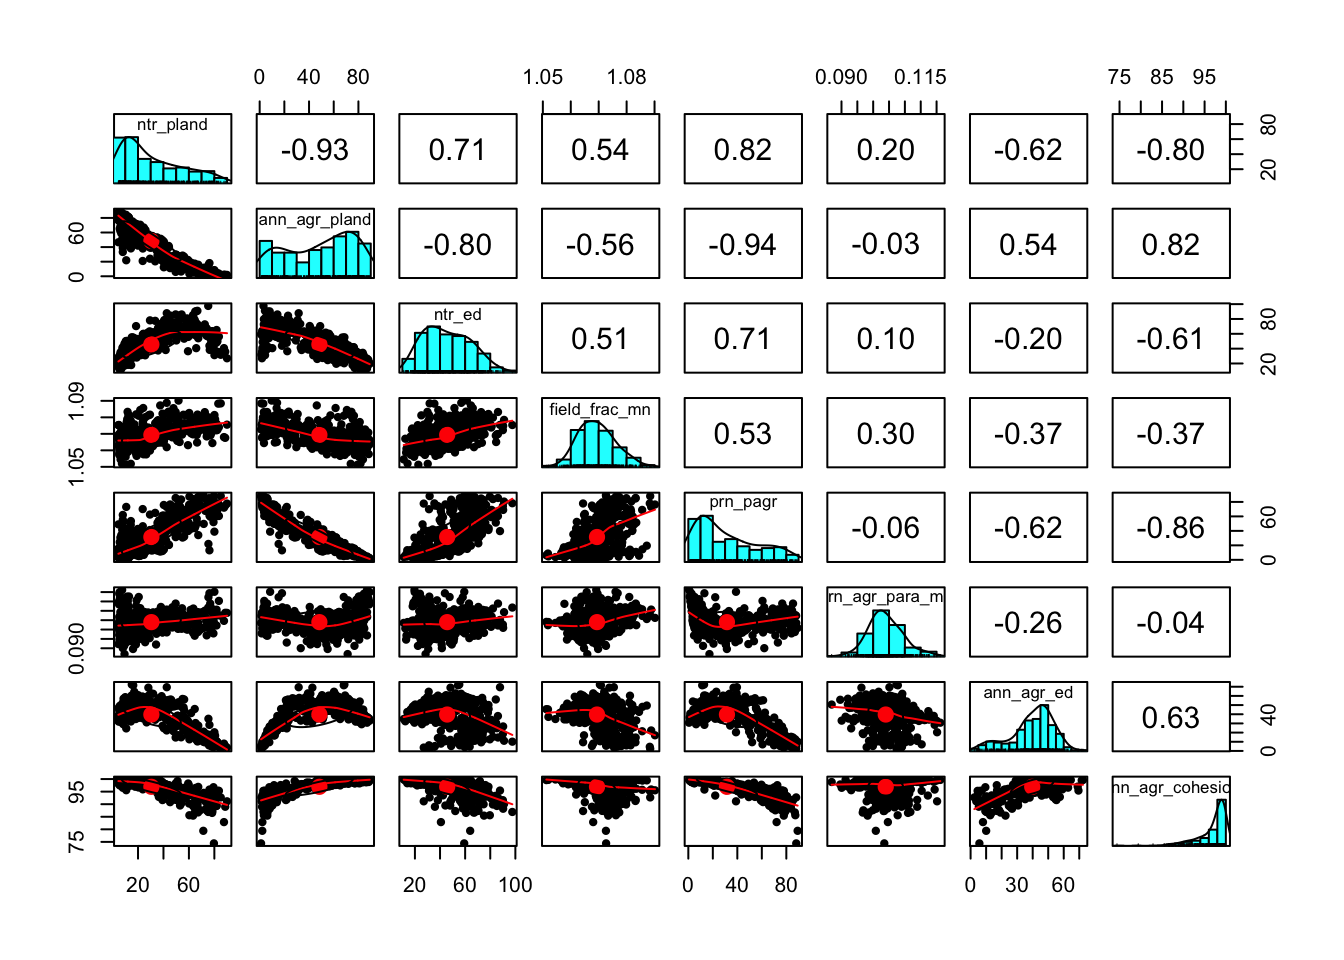 0 40 80 1.05 1.08 0.090 0.115 75 85 95
ntr_pland -0.93 0.71 0.54 0.82 0.20 -0.62 -0.80 20 80
0 60 ann_agr_pland -0.80 -0.56 -0.94 -0.03 0.54 0.82
ntr_ed 0.51 0.71 0.10 -0.20 -0.61 20 80
1.05 1.09 field_frac_mn 0.53 0.30 -0.37 -0.37
prn_pagr -0.06 -0.62 -0.86 0 60
0.090 rn_agr_para_m -0.26 -0.04
ann_agr_ed 0.63 0 40
75 95 nn_agr_cohesio
20 60 20 60 100 0 40 80 0 30 60